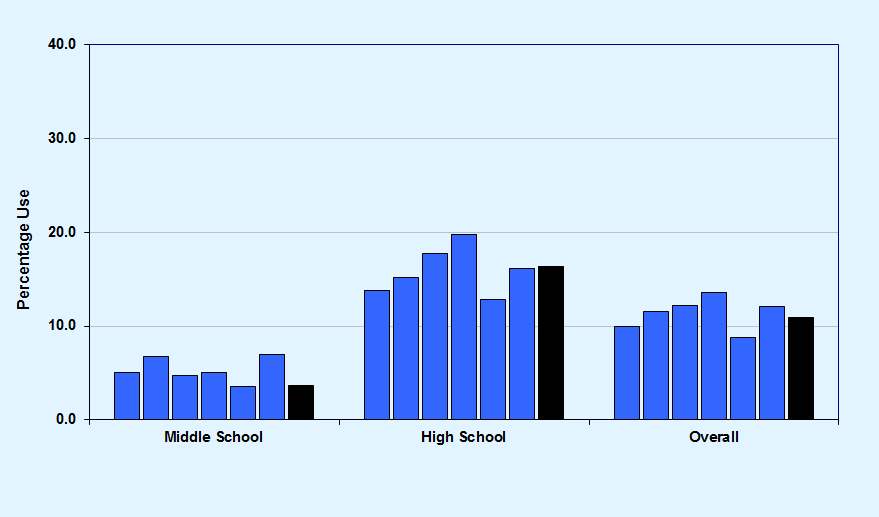 40.0
30.0
20.0
10.0
0.0
Percentage Use
Middle School
High School
Overall